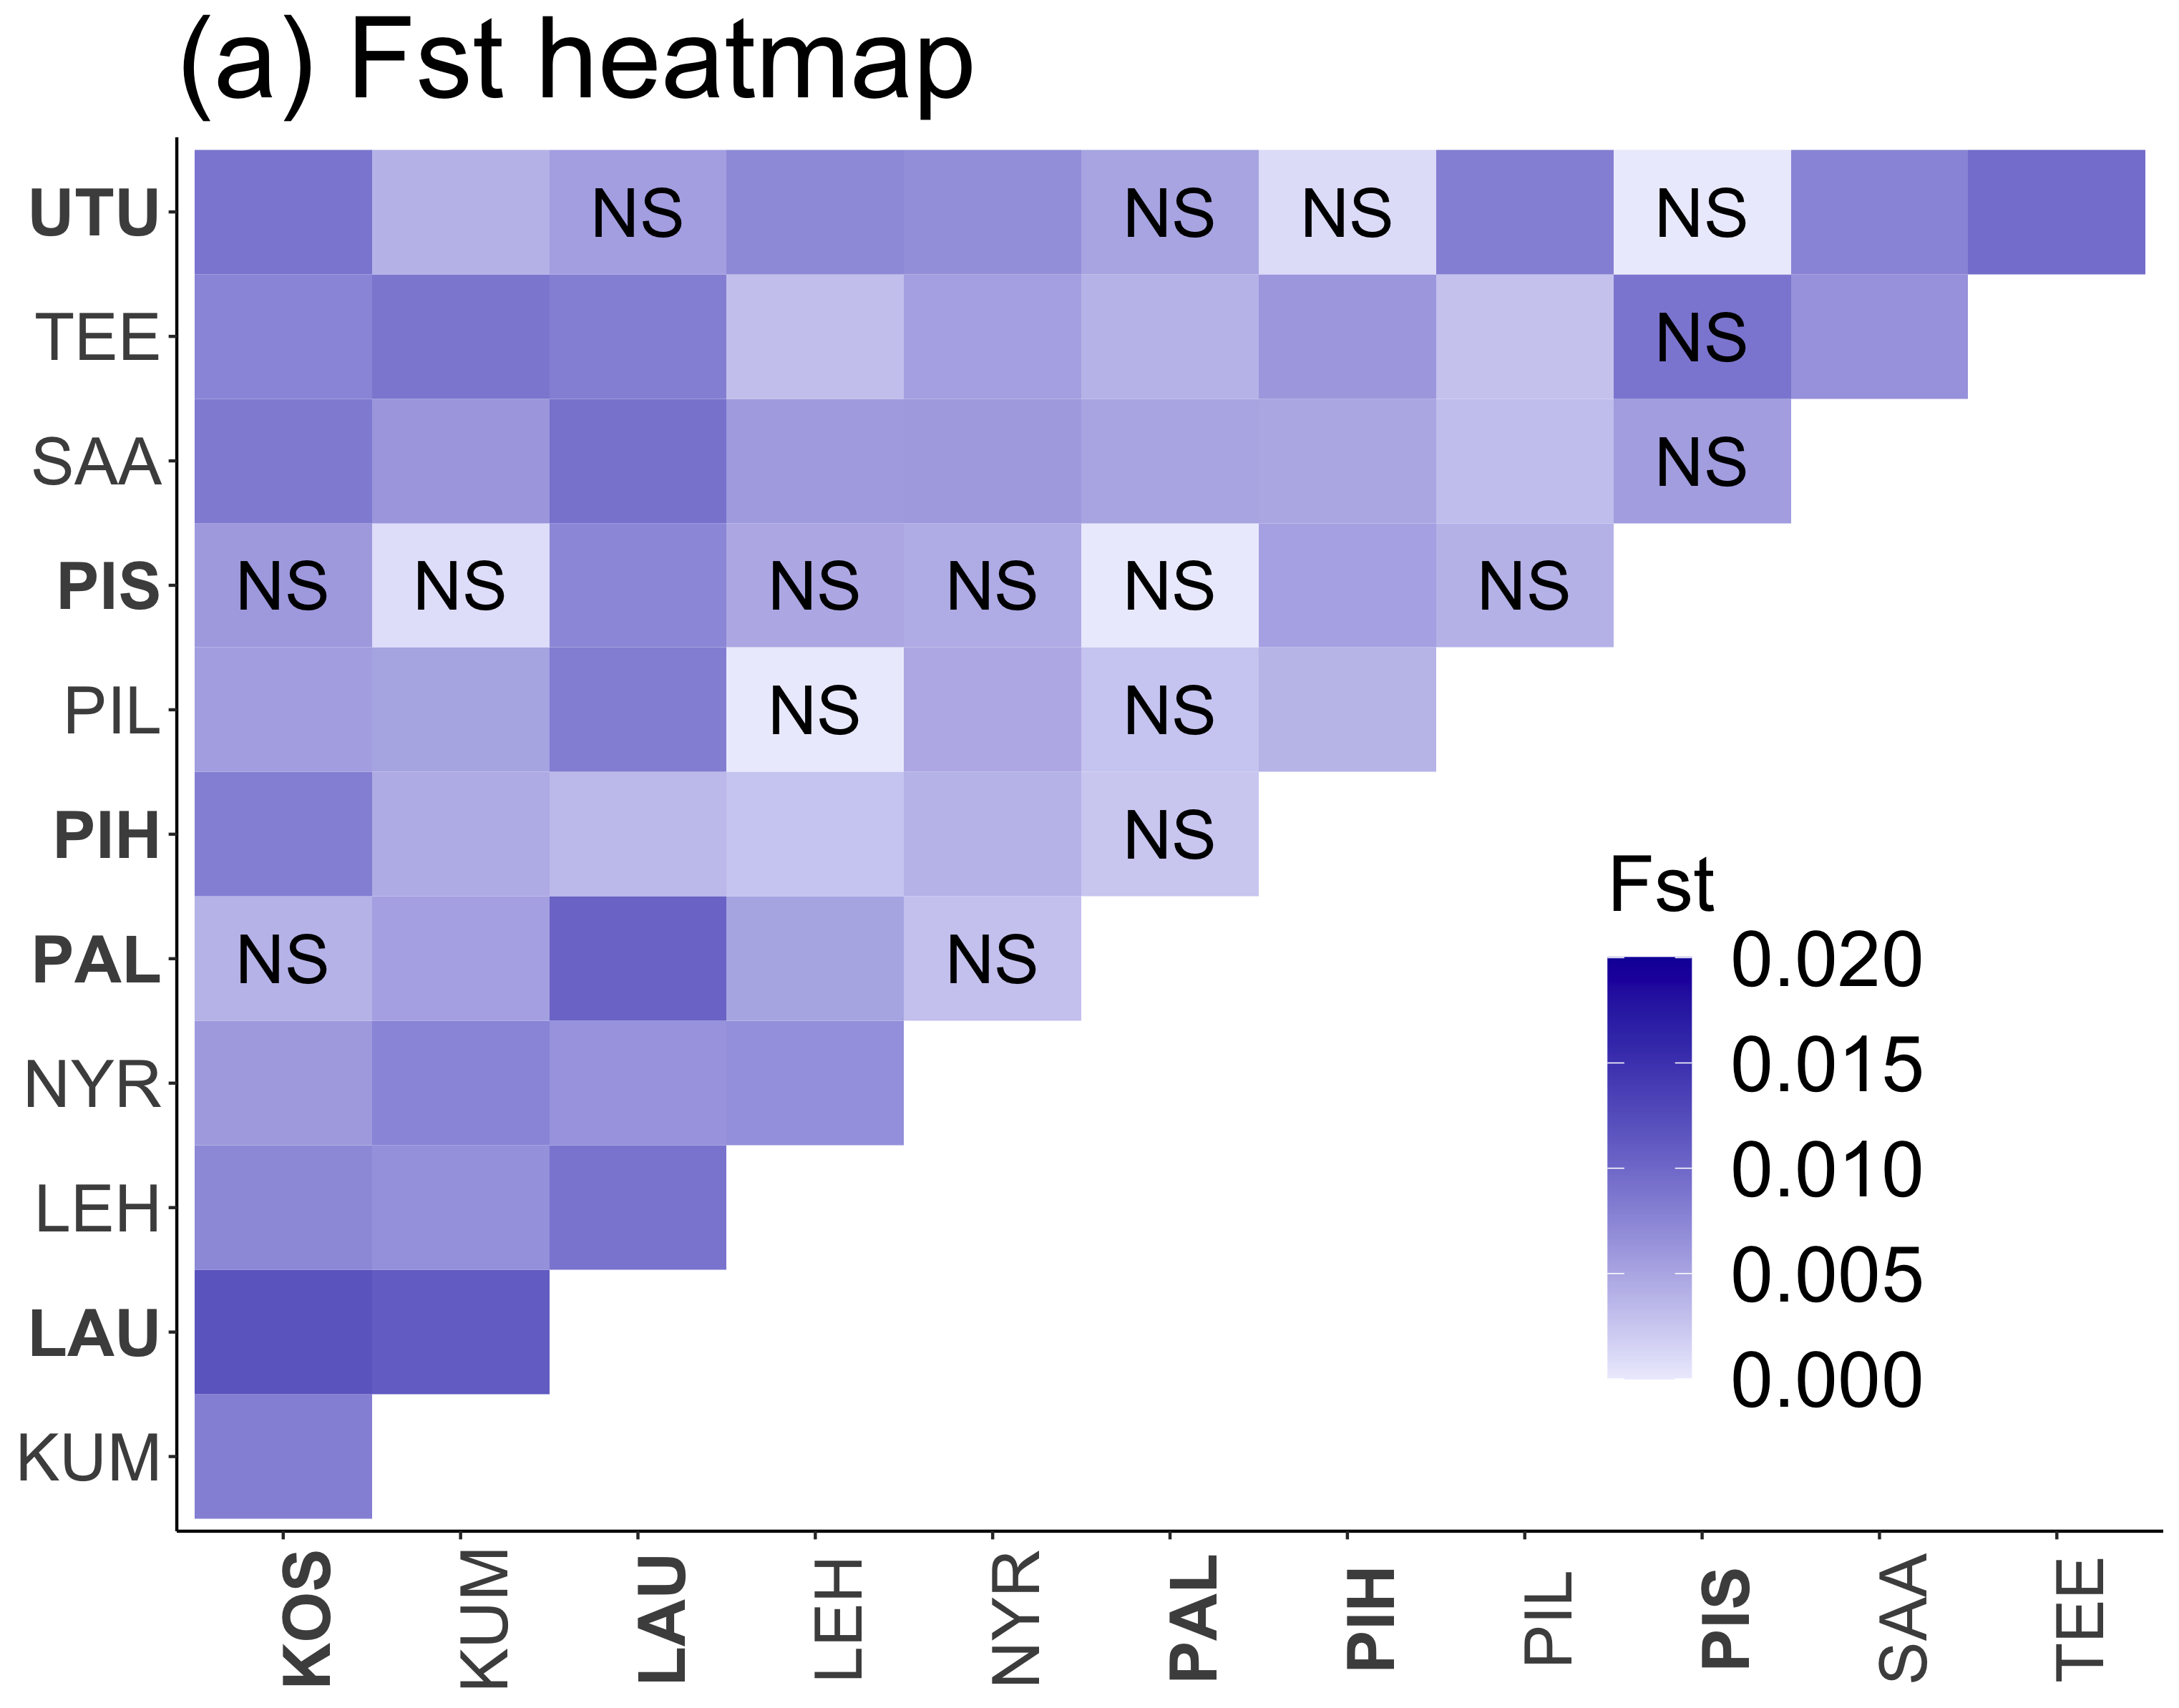 (a) Fst heatmap
UTU NS NS NS NS
TEE NS
SAA NS
PIS NS NS NS NS NS NS
PIL NS NS
PIH NS
PAL NS NS
NYR
LEH
LAU
KUM
Fst
0.020
0.015
0.010
0.005
0.000
KOS KUM LAU LEH NYR PAL PIH PIL PIS SAA TEE